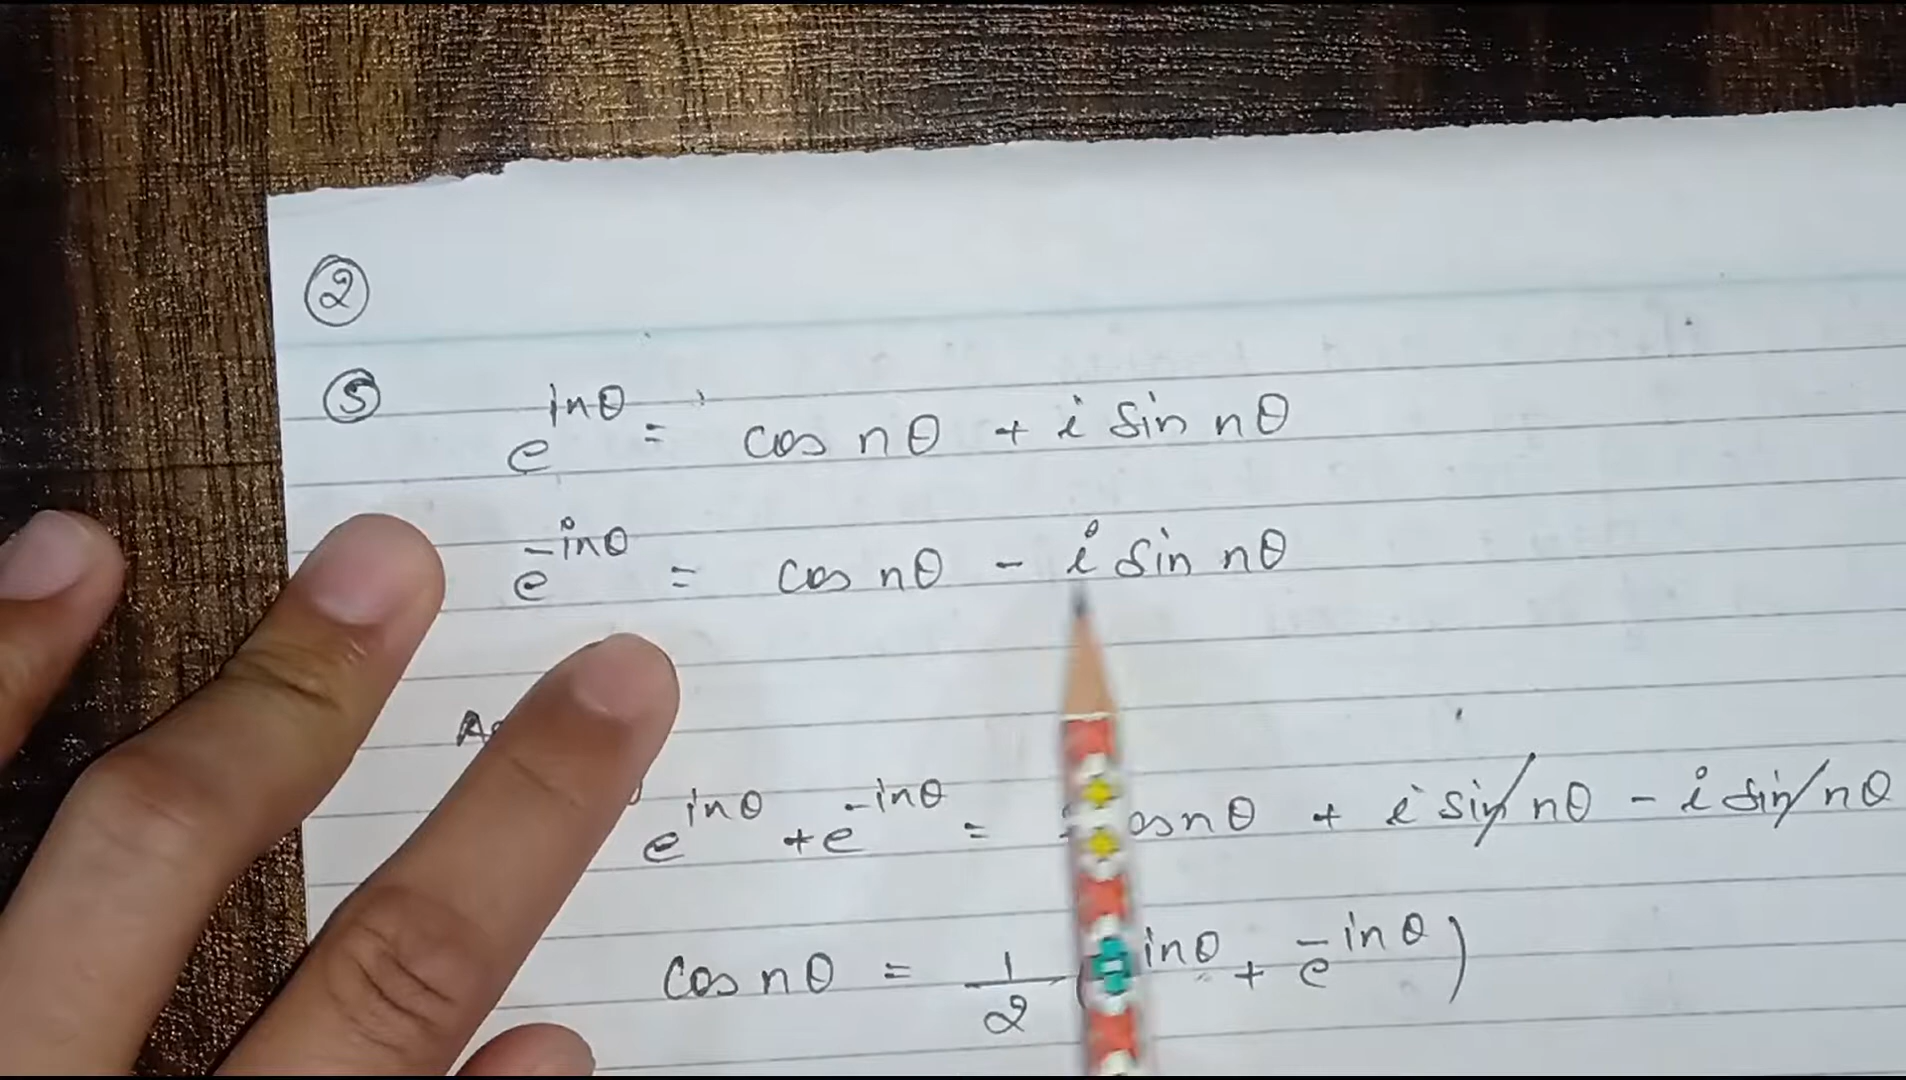 ②
⑤ e^{inθ} = cos nθ + i sin nθ
e^{-inθ} = cos nθ - i sin nθ
e^{inθ} + e^{-inθ} = cos nθ + i sin nθ - i sin nθ
cos nθ = 1/2 ( ^{inθ} + e^{-inθ})